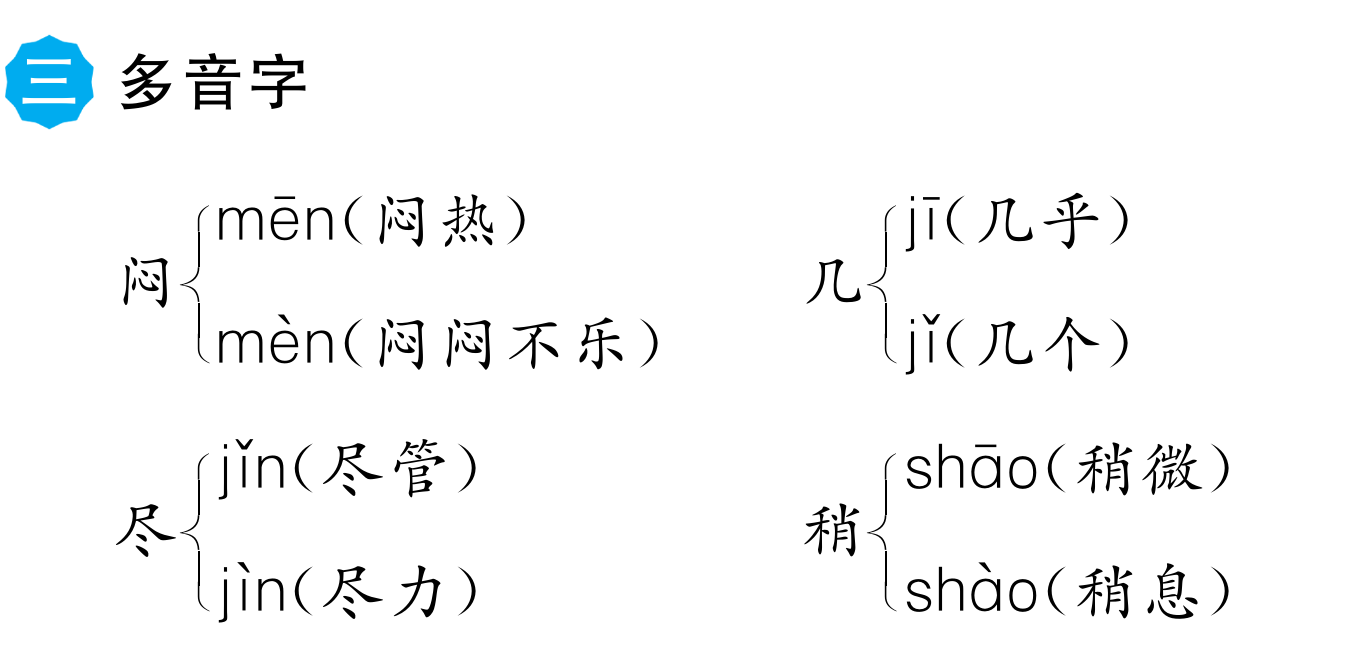 三 多音字
闷 mēn(闷热) mèn(闷闷不乐)
几 jī(几乎) jǐ(几个)
尽 jǐn(尽管) jìn(尽力)
稍 shāo(稍微) shào(稍息)